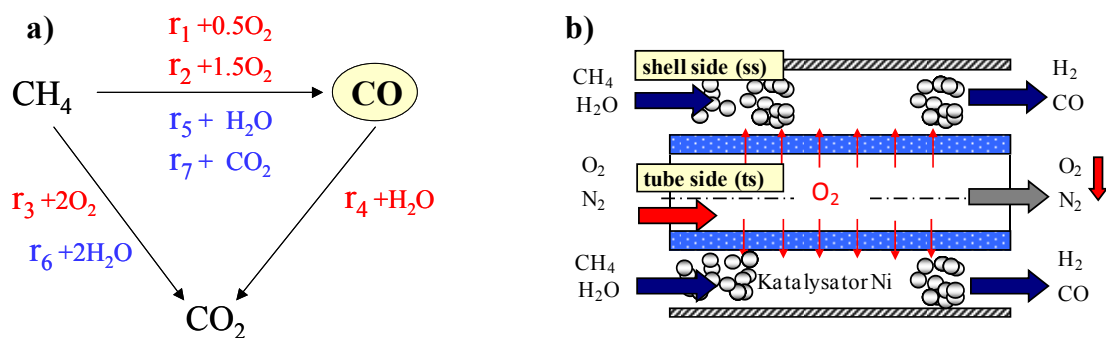 a)
r₁ +0.5O₂
r₂ +1.5O₂
CH₄
CO
r₅ + H₂O
r₇ + CO₂
r₃ +2O₂
r₆ +2H₂O
r₄ +H₂O
CO₂
b)
shell side (ss)
CH₄
H₂O
H₂
CO
O₂
N₂
tube side (ts)
O₂
O₂
N₂
CH₄
H₂O
Katalysator Ni
H₂
CO